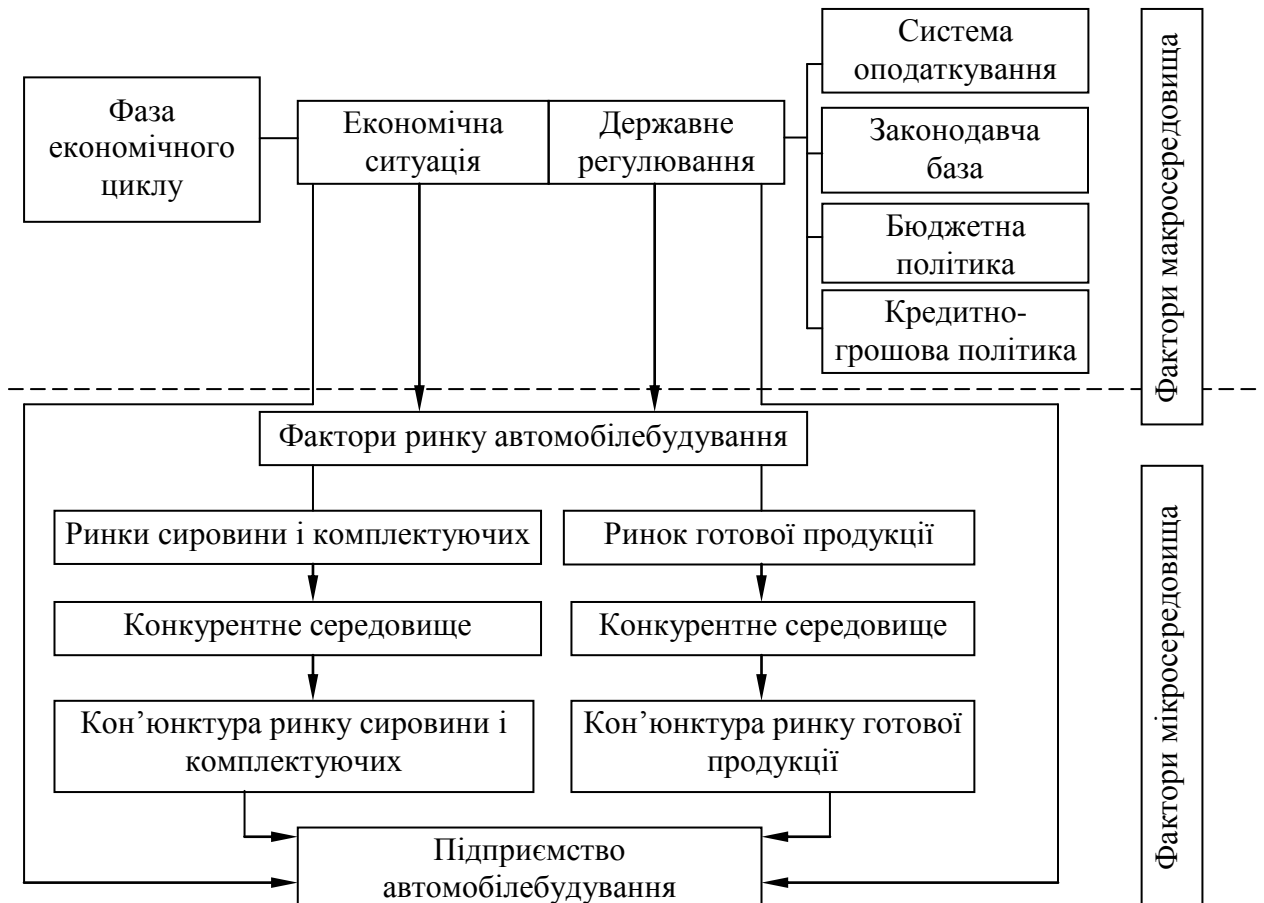 Система
оподаткування
Фаза
економічного
циклу
Економічна
ситуація
Державне
регулювання
Законодавча
база
Бюджетна
політика
Кредитно-
грошова політика
Фактори макросередовища
Фактори ринку автомобілебудування
Ринки сировини і комплектуючих
Ринок готової продукції
Конкурентне середовище
Конкурентне середовище
Кон’юнктура ринку сировини і
комплектуючих
Кон’юнктура ринку готової
продукції
Підприємство
автомобілебудування
Фактори мікросередовища